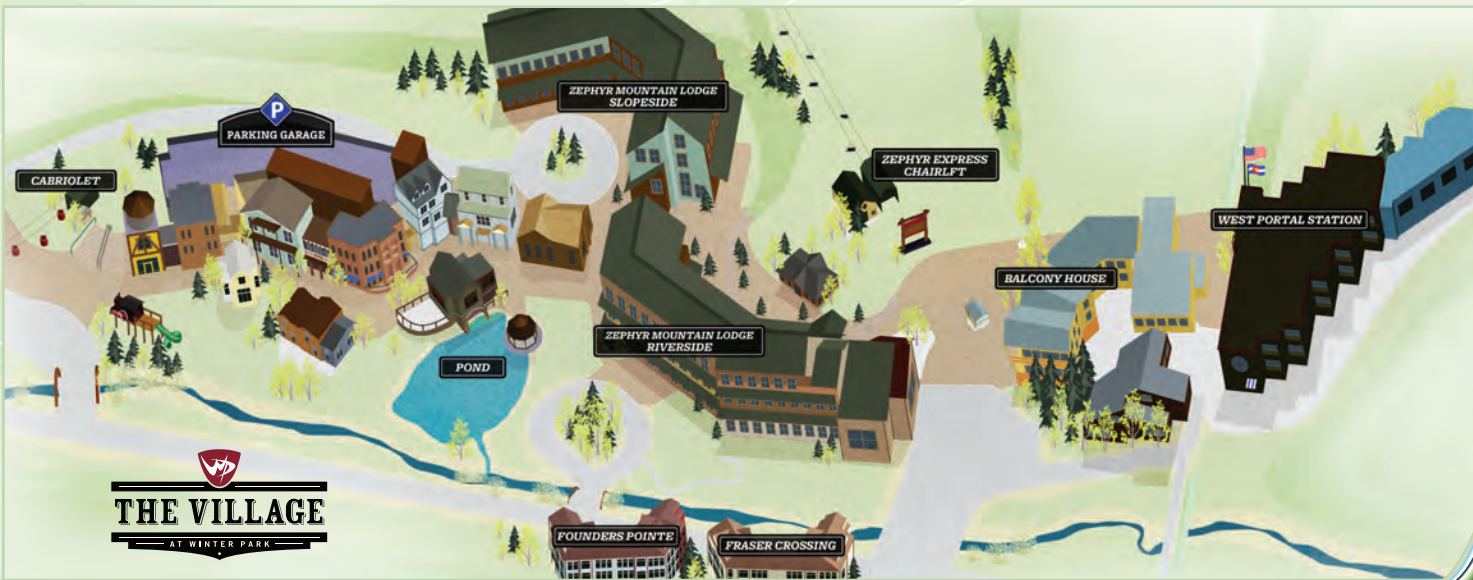 ZEPHYR MOUNTAIN LODGE
SLOPESIDE
P
PARKING GARAGE
CABRIOLET
ZEPHYR EXPRESS
CHAIRLFT
WEST PORTAL STATION
BALCONY HOUSE
ZEPHYR MOUNTAIN LODGE
RIVERSIDE
POND
THE VILLAGE
AT WINTER PARK
FOUNDERS POINTE
FRASER CROSSING